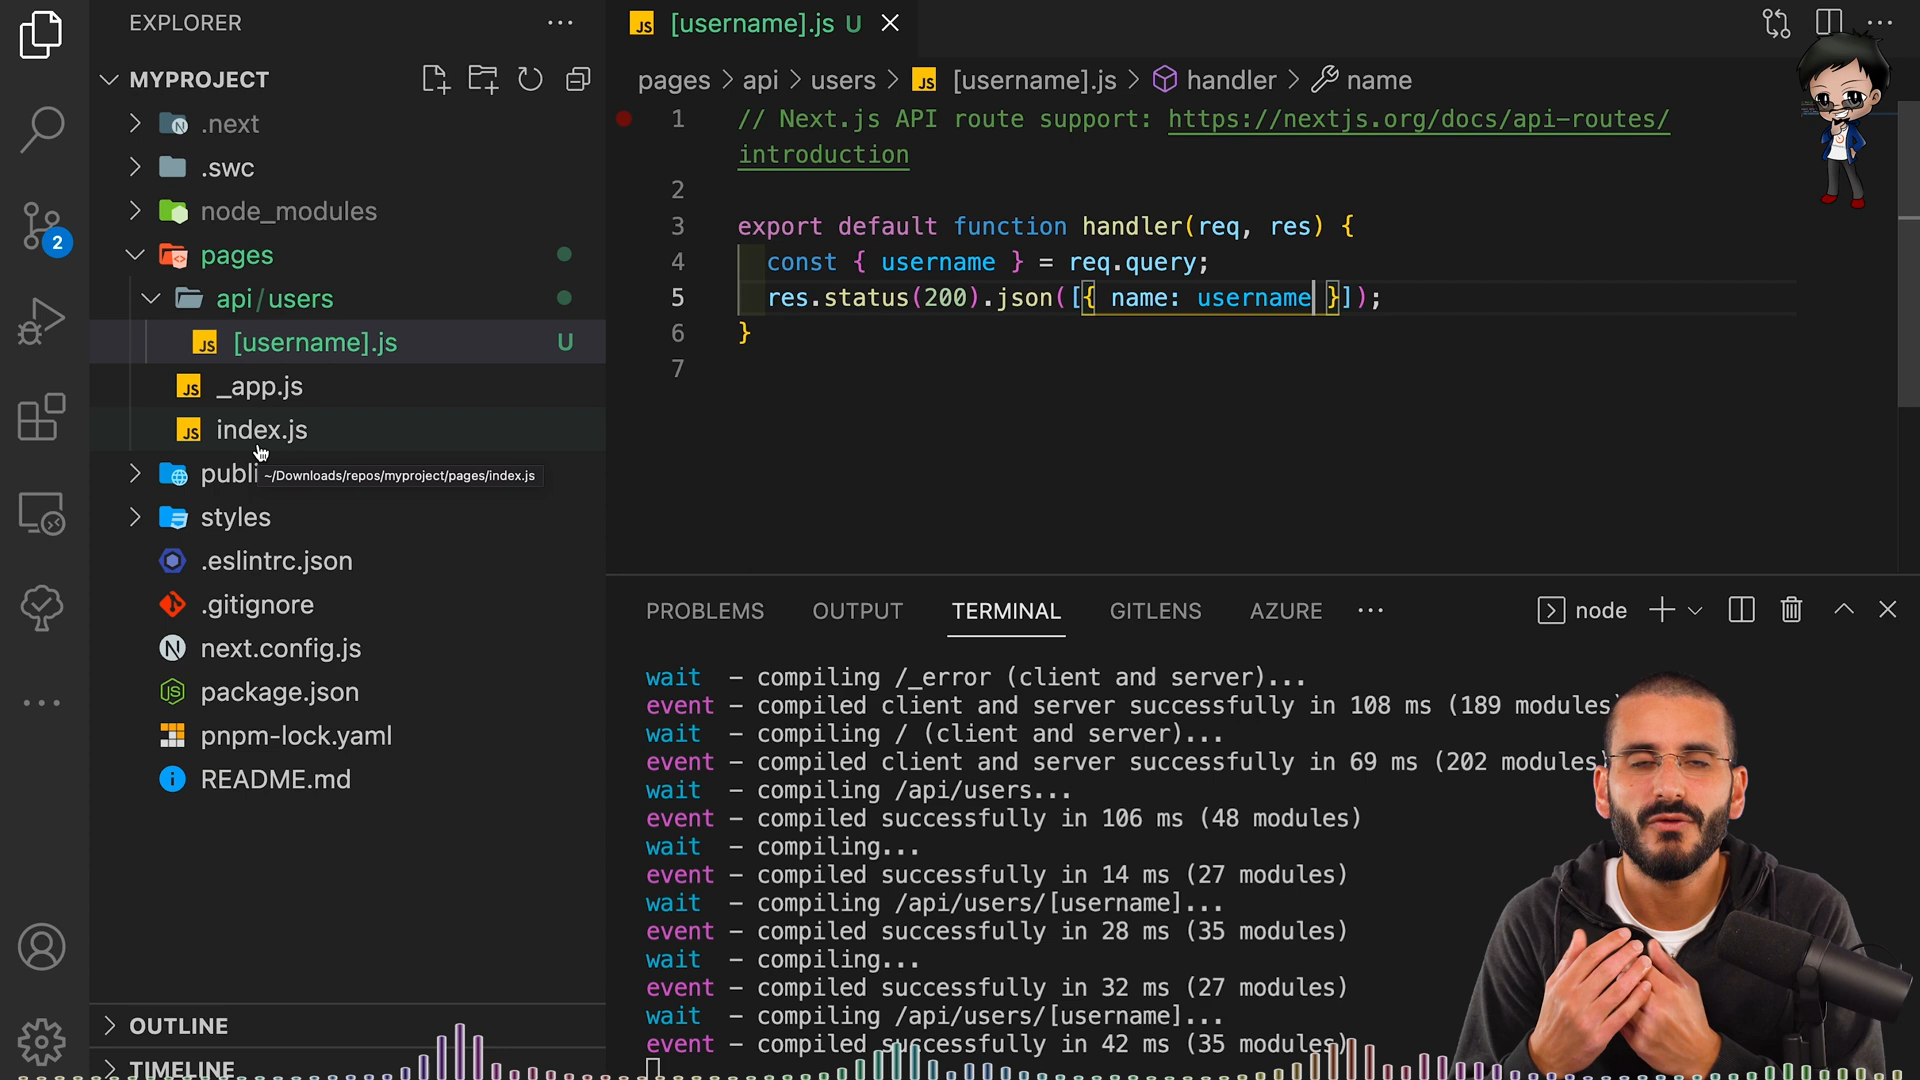 EXPLORER
MYPROJECT
.next
.swc
node_modules
pages
api/users
[username].js U
_app.js
index.js
publi
~/Downloads/repos/myproject/pages/index.js
styles
.eslintrc.json
.gitignore
next.config.js
package.json
pnpm-lock.yaml
README.md
OUTLINE
TIMELINE
2
JS [username].js U
pages > api > users > JS [username].js > handler > name
1 // Next.js API route support: https://nextjs.org/docs/api-routes/
introduction
2
3 export default function handler(req, res) {
4 const { username } = req.query;
5 res.status(200).json([{ name: username }]);
6 }
7
PROBLEMS OUTPUT TERMINAL GITLENS AZURE ... node
wait - compiling /_error (client and server)...
event - compiled client and server successfully in 108 ms (189 modules)
wait - compiling / (client and server)...
event - compiled client and server successfully in 69 ms (202 modules)
wait - compiling /api/users...
event - compiled successfully in 106 ms (48 modules)
wait - compiling...
event - compiled successfully in 14 ms (27 modules)
wait - compiling /api/users/[username]...
event - compiled successfully in 28 ms (35 modules)
wait - compiling...
event - compiled successfully in 32 ms (27 modules)
wait - compiling /api/users/[username]...
event - compiled successfully in 42 ms (35 modules)